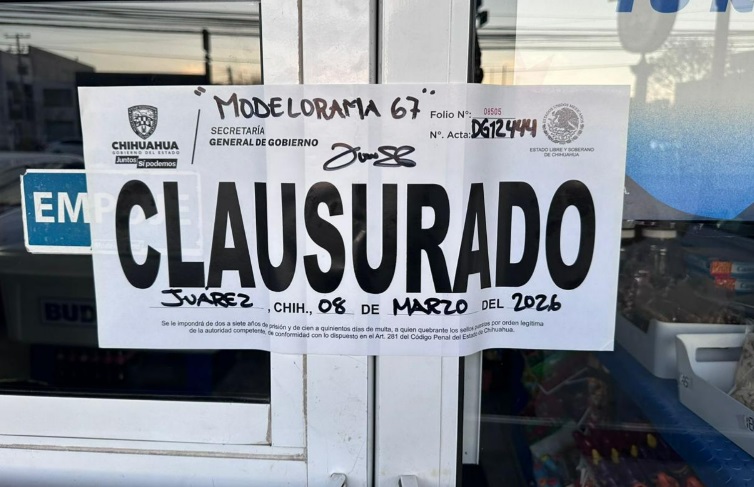 "MODELORAMA 67"
CHIHUAHUA
GOBIERNO DEL ESTADO
Juntos Sí podemos
SECRETARÍA
GENERAL DE GOBIERNO
Folio N°: 08505
N°. Acta: DG12444
ESTADO LIBRE Y SOBERANO
DE CHIHUAHUA
CLAUSURADO
JUAREZ, CHIH., 08 DE MARZO DEL 2026
Se le impondrá de dos a siete años de prisión y de cien a quinientos días de multa, a quien quebrante los sellos puestos por orden legítima
de la autoridad competente, de conformidad con lo dispuesto en el Art. 281 del Código Penal del Estado de Chihuahua.
EMP
BUD